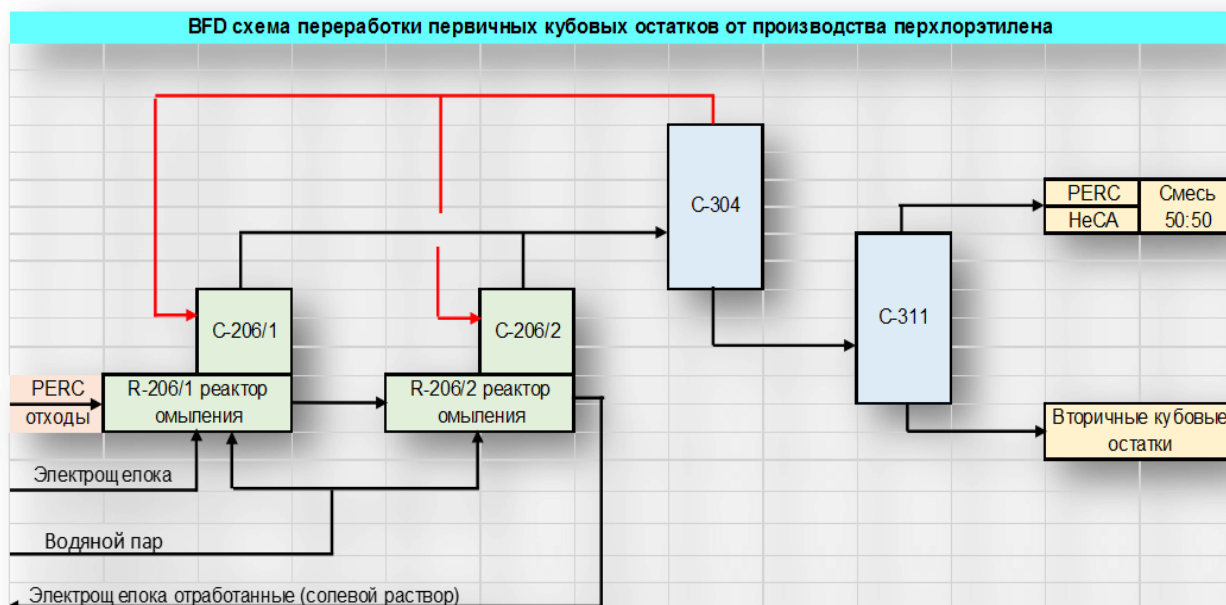 BFD схема переработки первичных кубовых остатков от производства перхлорэтилена
C-304
PERC
Смесь
HeCA
50:50
C-311
C-206/1
C-206/2
PERC
отходы
R-206/1 реактор
омыления
R-206/2 реактор
омыления
Вторичные кубовые
остатки
Электрощелока
Водяной пар
Электрощелока отработанные (солевой раствор)